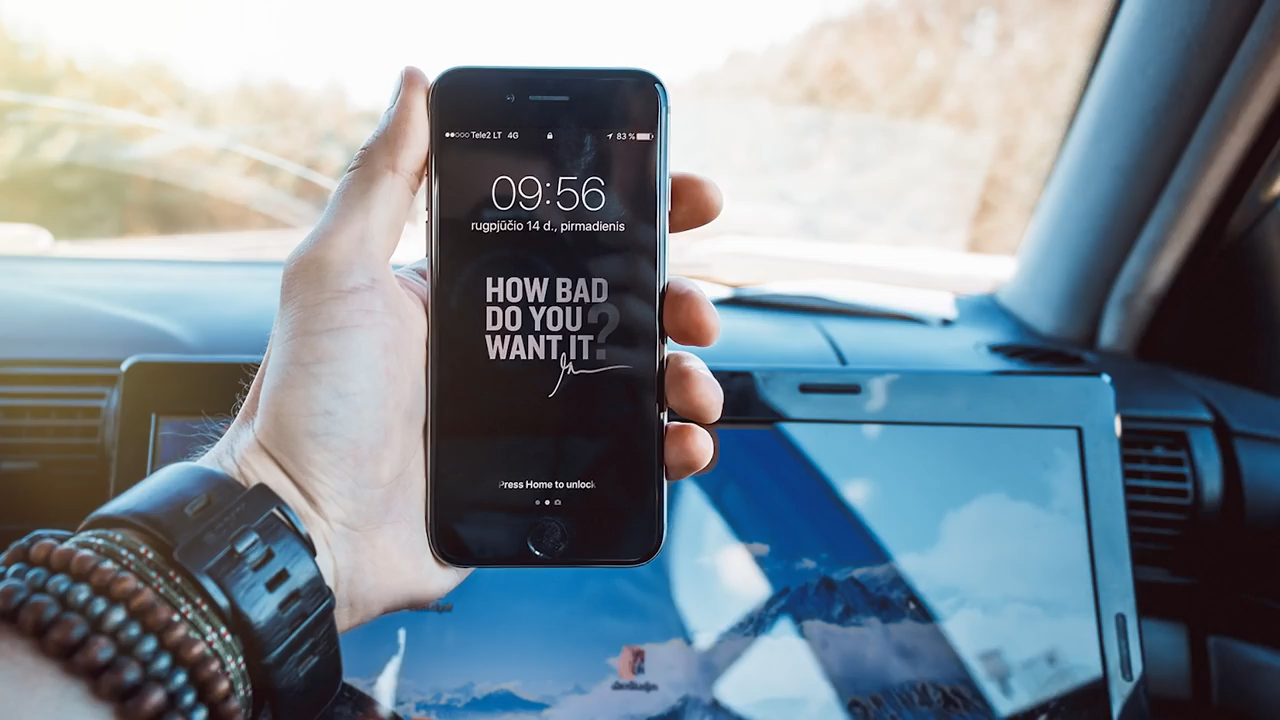 Tele2 LT 4G 83 %
09:56
rugpjūčio 14 d., pirmadienis
HOW BAD
DO YOU
WANT IT?
Press Home to unlock